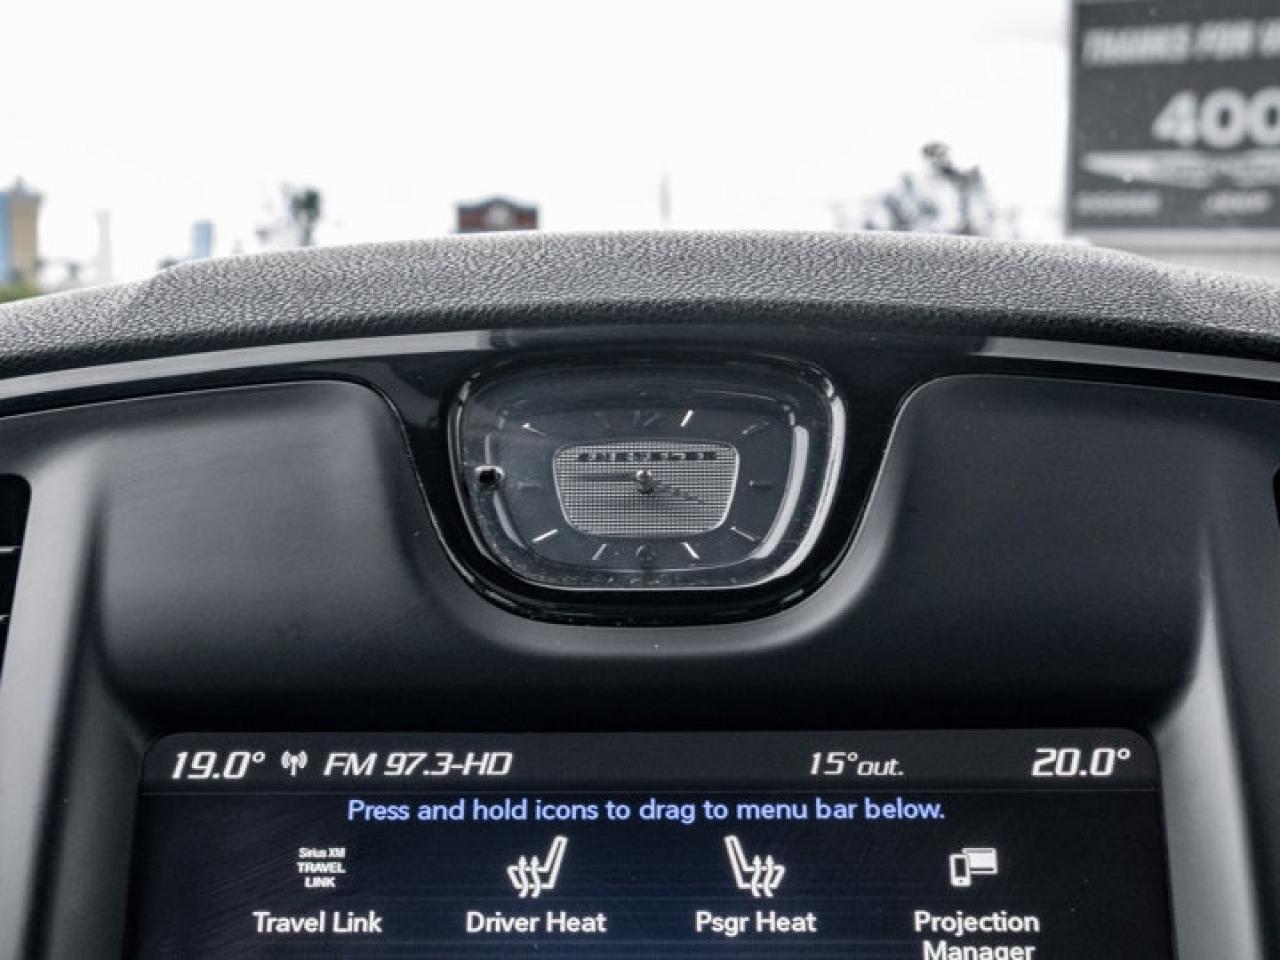 THANKS FOR
400
12
19.0° FM 97.3-HD 15°out. 20.0°
Press and hold icons to drag to menu bar below.
Sirius XM
TRAVEL
LINK
Travel Link
Driver Heat
Psgr Heat
Projection
Manager